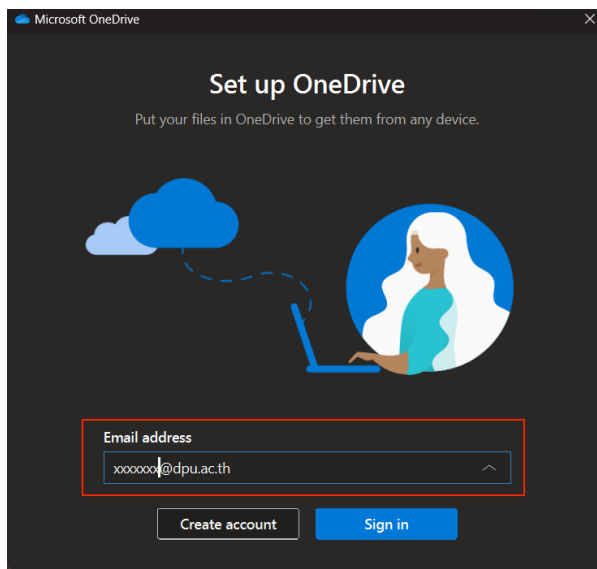 Microsoft OneDrive
Set up OneDrive
Put your files in OneDrive to get them from any device.
Email address
xxxxxxx@dpu.ac.th
Create account
Sign in